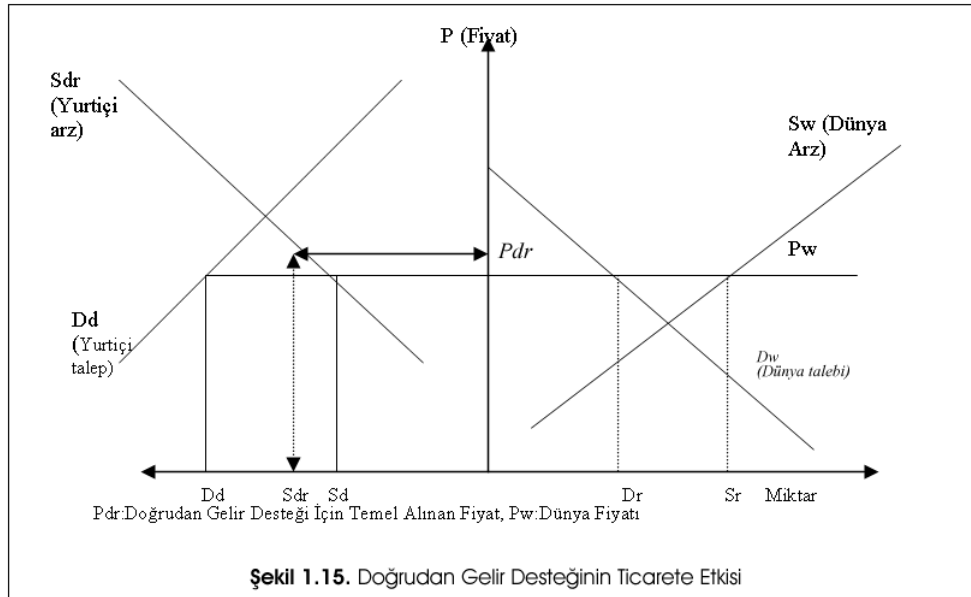 P (Fiyat)
Sdr
(Yurtiçi
arz)
Sw (Dünya
Arz)
Pdr
Pw
Dd
(Yurtiçi
talep)
Dw
(Dünya talebi)
Dd Sdr Sd Dr Sr Miktar
Pdr:Doğrudan Gelir Desteği İçin Temel Alınan Fiyat, Pw:Dünya Fiyatı
Şekil 1.15. Doğrudan Gelir Desteğinin Ticarete Etkisi